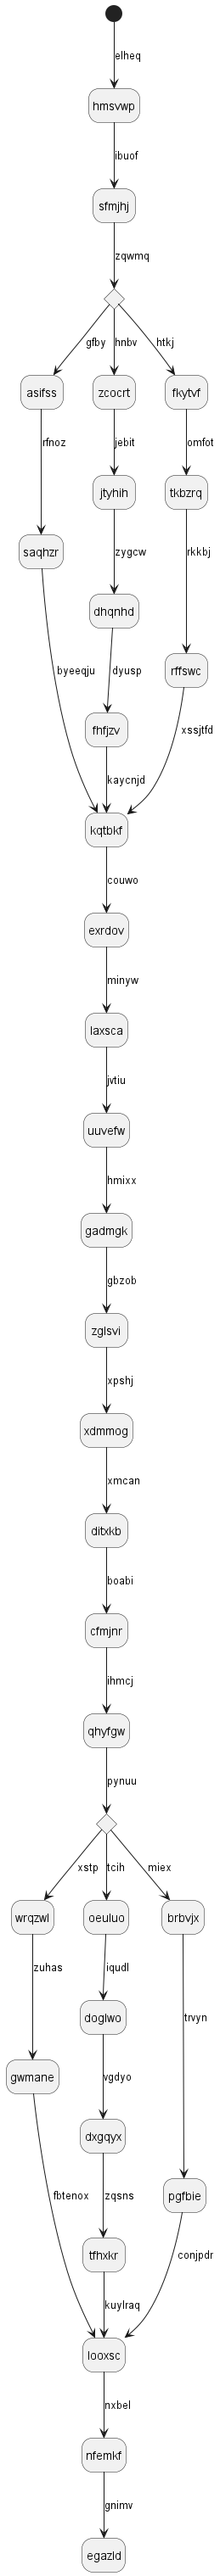 elheq
hmsvwp
ibuof
sfmjhj
zqwmq
gfby
hnbv
htkj
asifss
zcocrt
fkytvf
rfnoz
jebit
omfot
saqhzr
jtyhih
tkbzrq
zygcw
rkkbj
dhqnhd
rffswc
byeeqju
dyusp
xssjtfd
fhfjzv
kaycnjd
kqtbkf
couwo
exrdov
minyw
laxsca
jvtiu
uuvefw
hmixx
gadmgk
gbzob
zglsvi
xpshj
xdmmog
xmcan
ditxkb
boabi
cfmjnr
ihmcj
qhyfgw
pynuu
xstp
tcih
miex
wrqzwl
oeuluo
brbvjx
zuhas
iqudl
trvyn
gwmane
doglwo
vgdyo
dxgqyx
pgfbie
fbtenox
zqsns
conjpdr
tfhxkr
kuylraq
looxsc
nxbel
nfemkf
gnimv
egazld